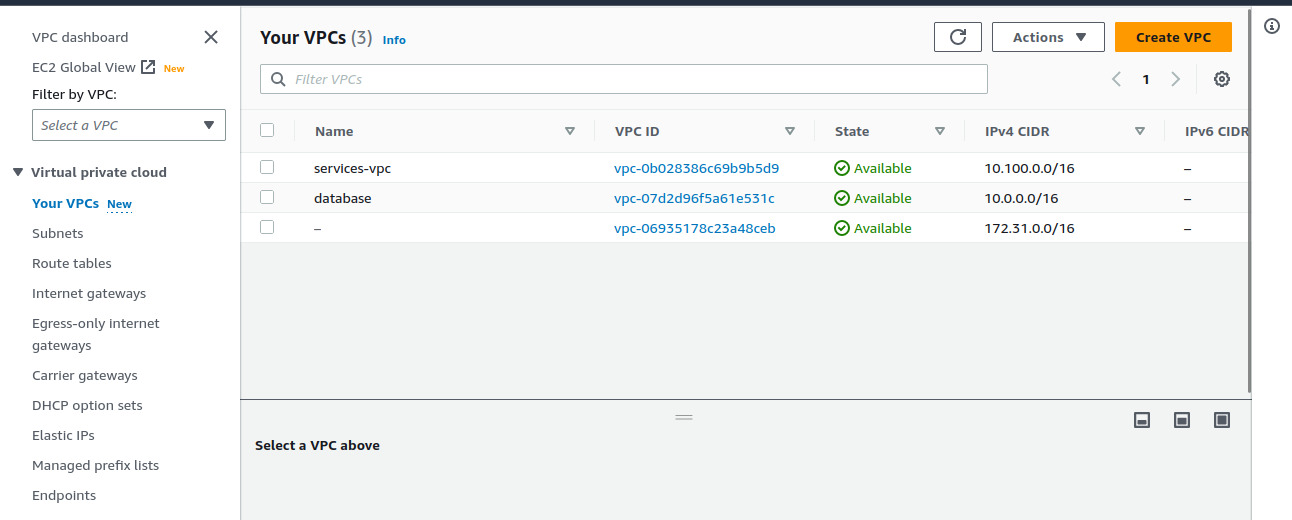 VPC dashboard
EC2 Global View New
Filter by VPC:
Select a VPC
Virtual private cloud
Your VPCs New
Subnets
Route tables
Internet gateways
Egress-only internet
gateways
Carrier gateways
DHCP option sets
Elastic IPs
Managed prefix lists
Endpoints
Your VPCs (3) Info
Actions
Create VPC
Filter VPCs
1
Name VPC ID State IPv4 CIDR IPv6 CIDR
services-vpc vpc-0b028386c69b9b5d9 Available 10.100.0.0/16 –
database vpc-07d2d96f5a61e531c Available 10.0.0.0/16 –
– vpc-06935178c23a48ceb Available 172.31.0.0/16 –
Select a VPC above